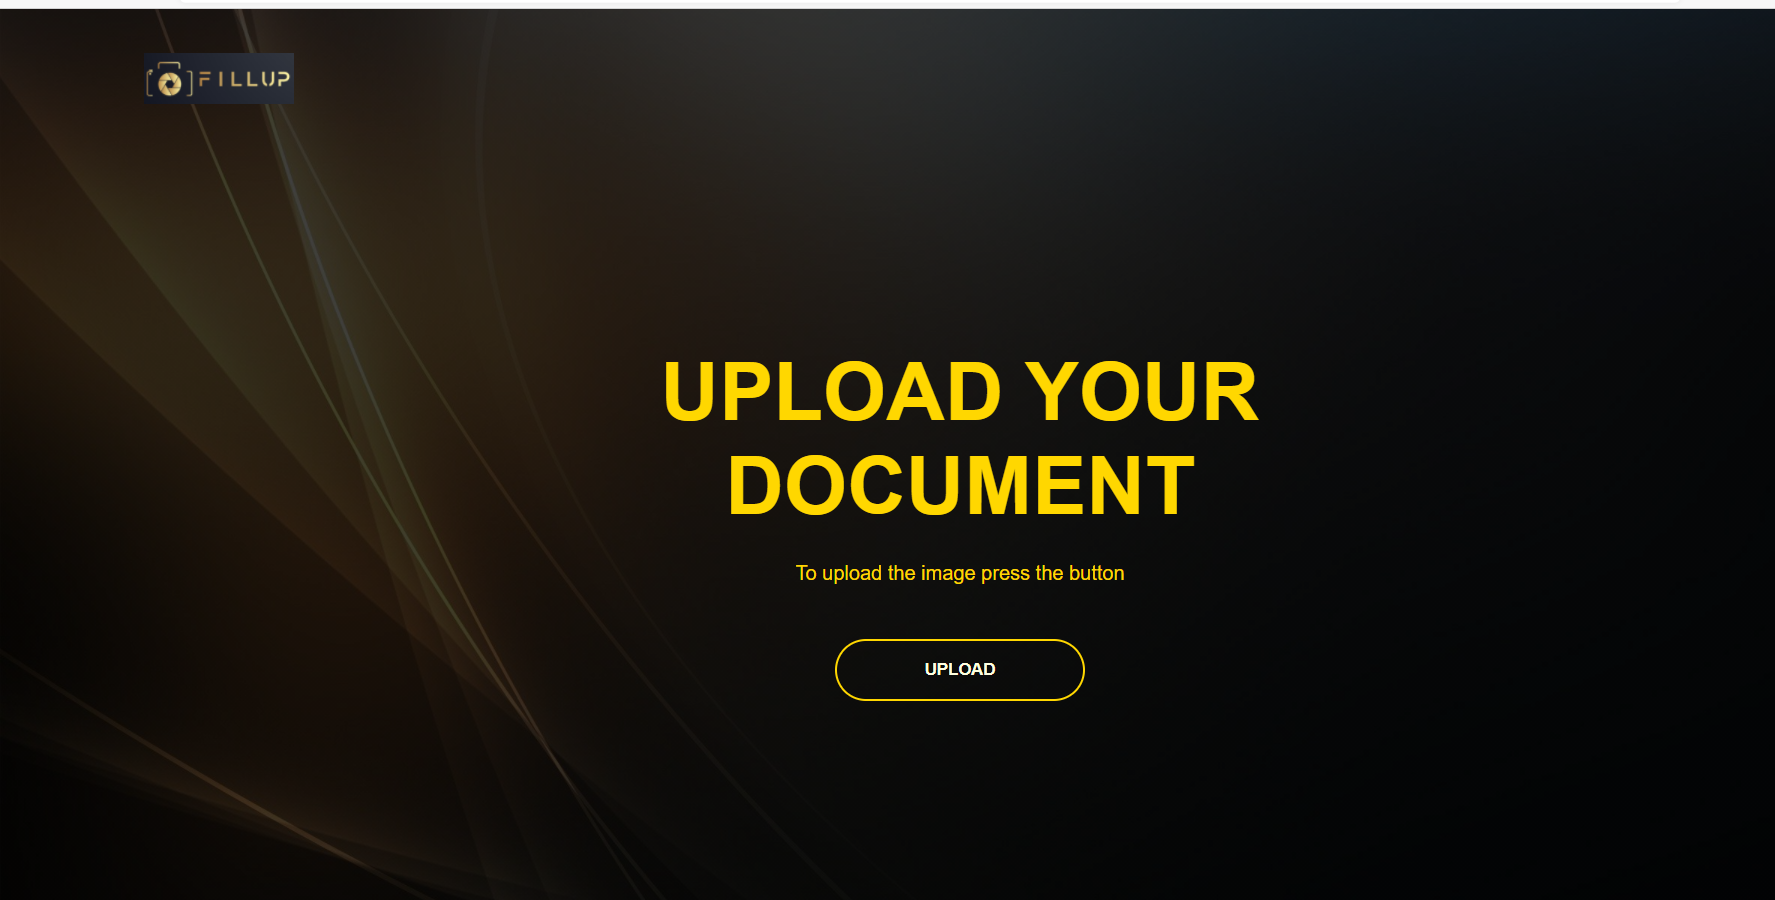 FILLUP
UPLOAD YOUR
DOCUMENT
To upload the image press the button
UPLOAD